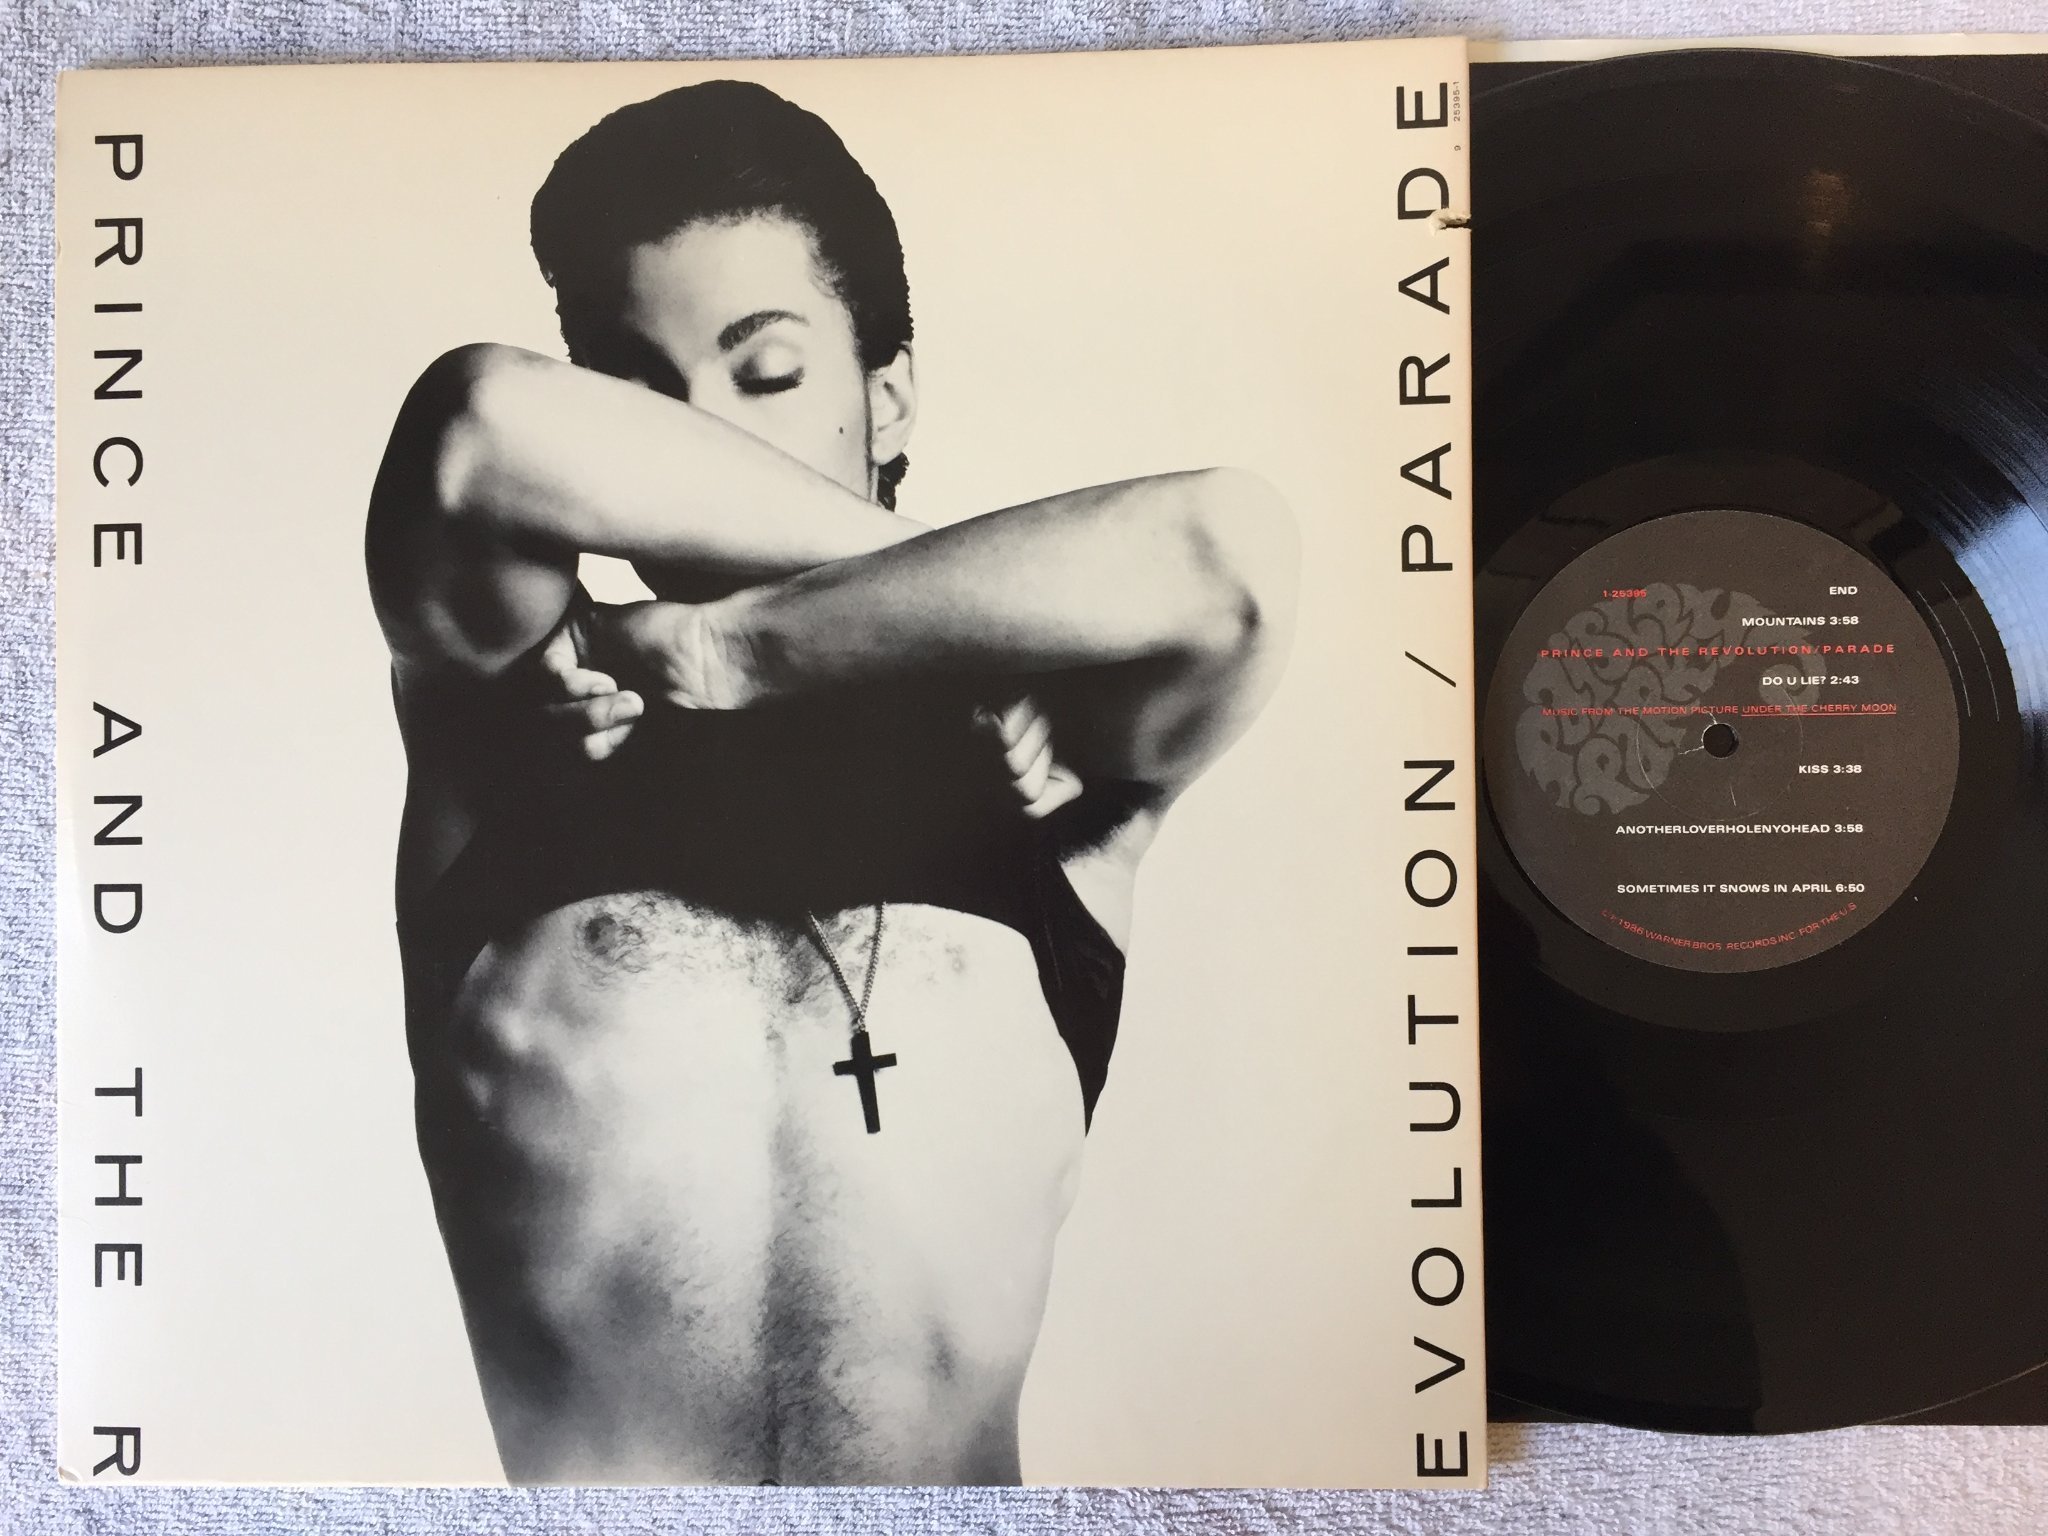 PRINCE AND THE R
EVOLUTION / PARADE
9 25395-1
1-25395
END
MOUNTAINS 3:58
PRINCE AND THE REVOLUTION/PARADE
DO U LIE? 2:43
MUSIC FROM THE MOTION PICTURE UNDER THE CHERRY MOON
KISS 3:38
ANOTHERLOVERHOLENYOHEAD 3:58
SOMETIMES IT SNOWS IN APRIL 6:50
1986 WARNER BROS. RECORDS INC. FOR THE U.S
PAISLEY
PARK